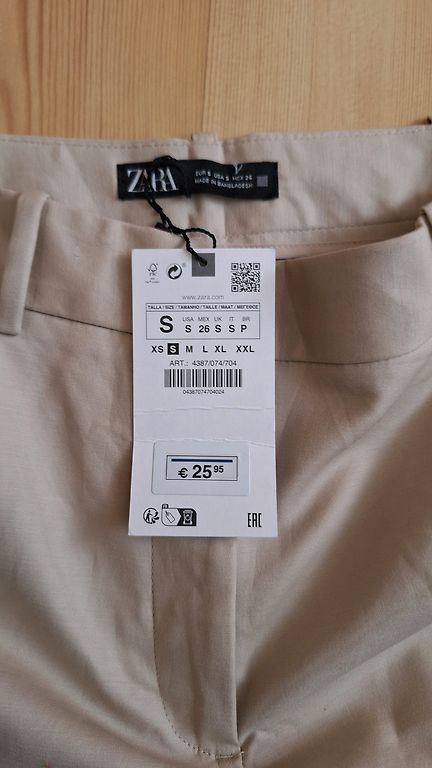 ZARA
EUR S USA S MEX 26
MADE IN BANGLADESH
www.zara.com
TALLA / SIZE / TAMANHO / TAILLE / MAAT / ΜΕΓΕΘΟΣ
S USA MEX UK IT BR
S 26 S S P
XS S M L XL XXL
ART.: 4387/074/704
04387074704024
€ 25 95
EAC